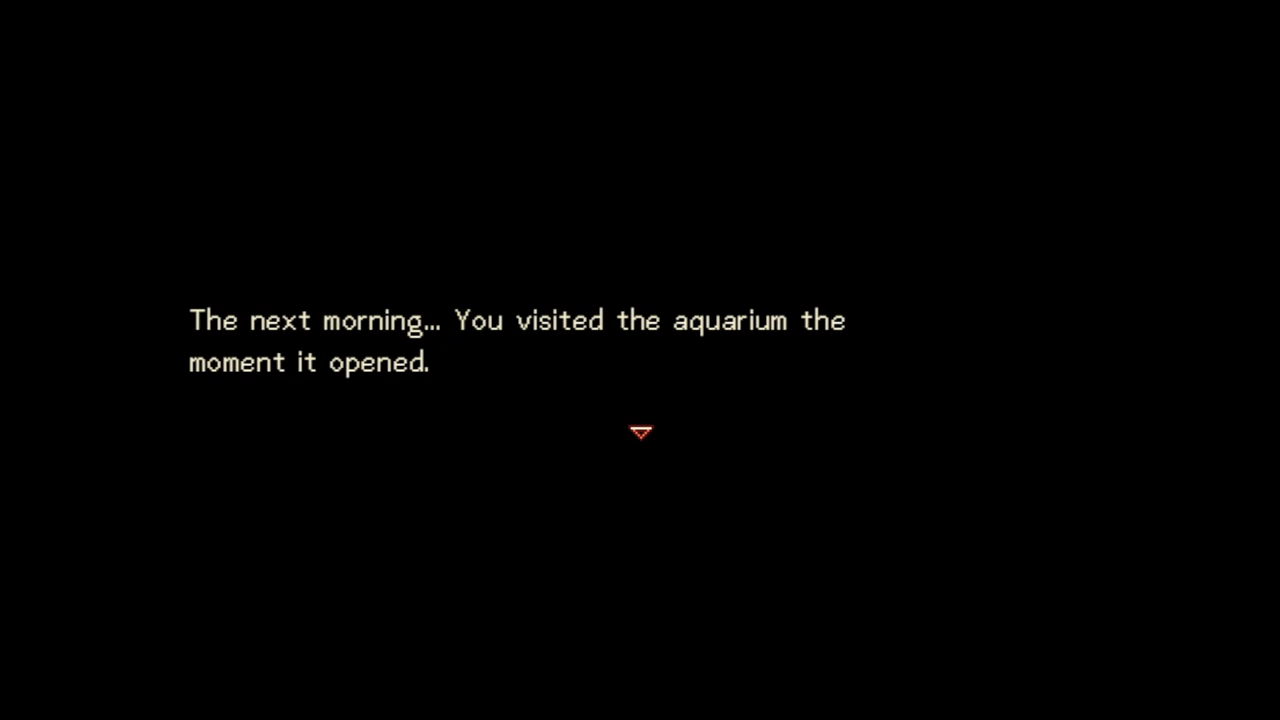 The next morning... You visited the aquarium the
moment it opened.